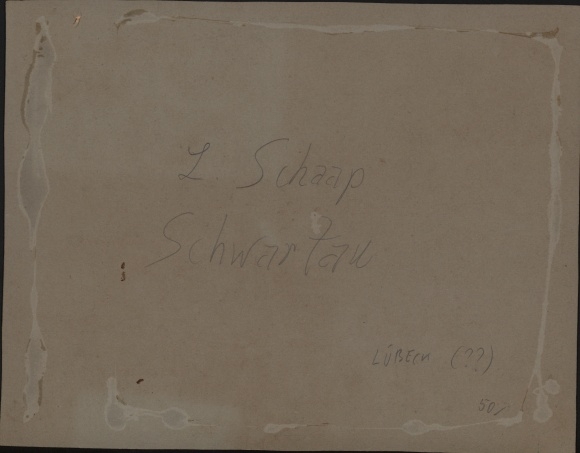 L Schaap
Schwartau
LÜBECK (??)
50,